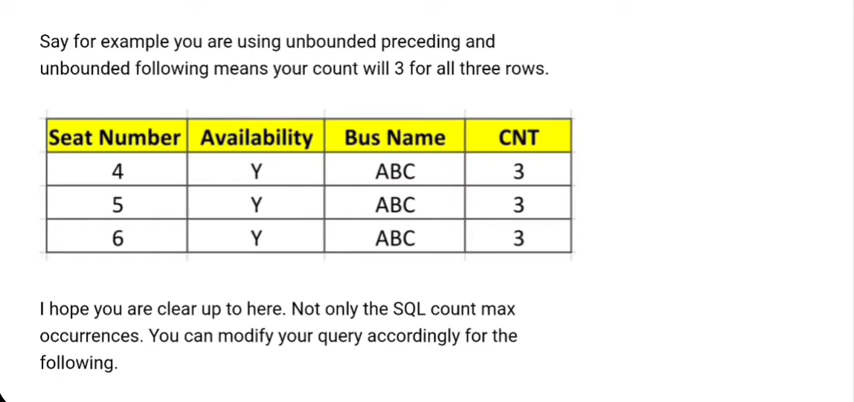 Say for example you are using unbounded preceding and
unbounded following means your count will 3 for all three rows.
Seat Number Availability Bus Name CNT
4 Y ABC 3
5 Y ABC 3
6 Y ABC 3
I hope you are clear up to here. Not only the SQL count max
occurrences. You can modify your query accordingly for the
following.